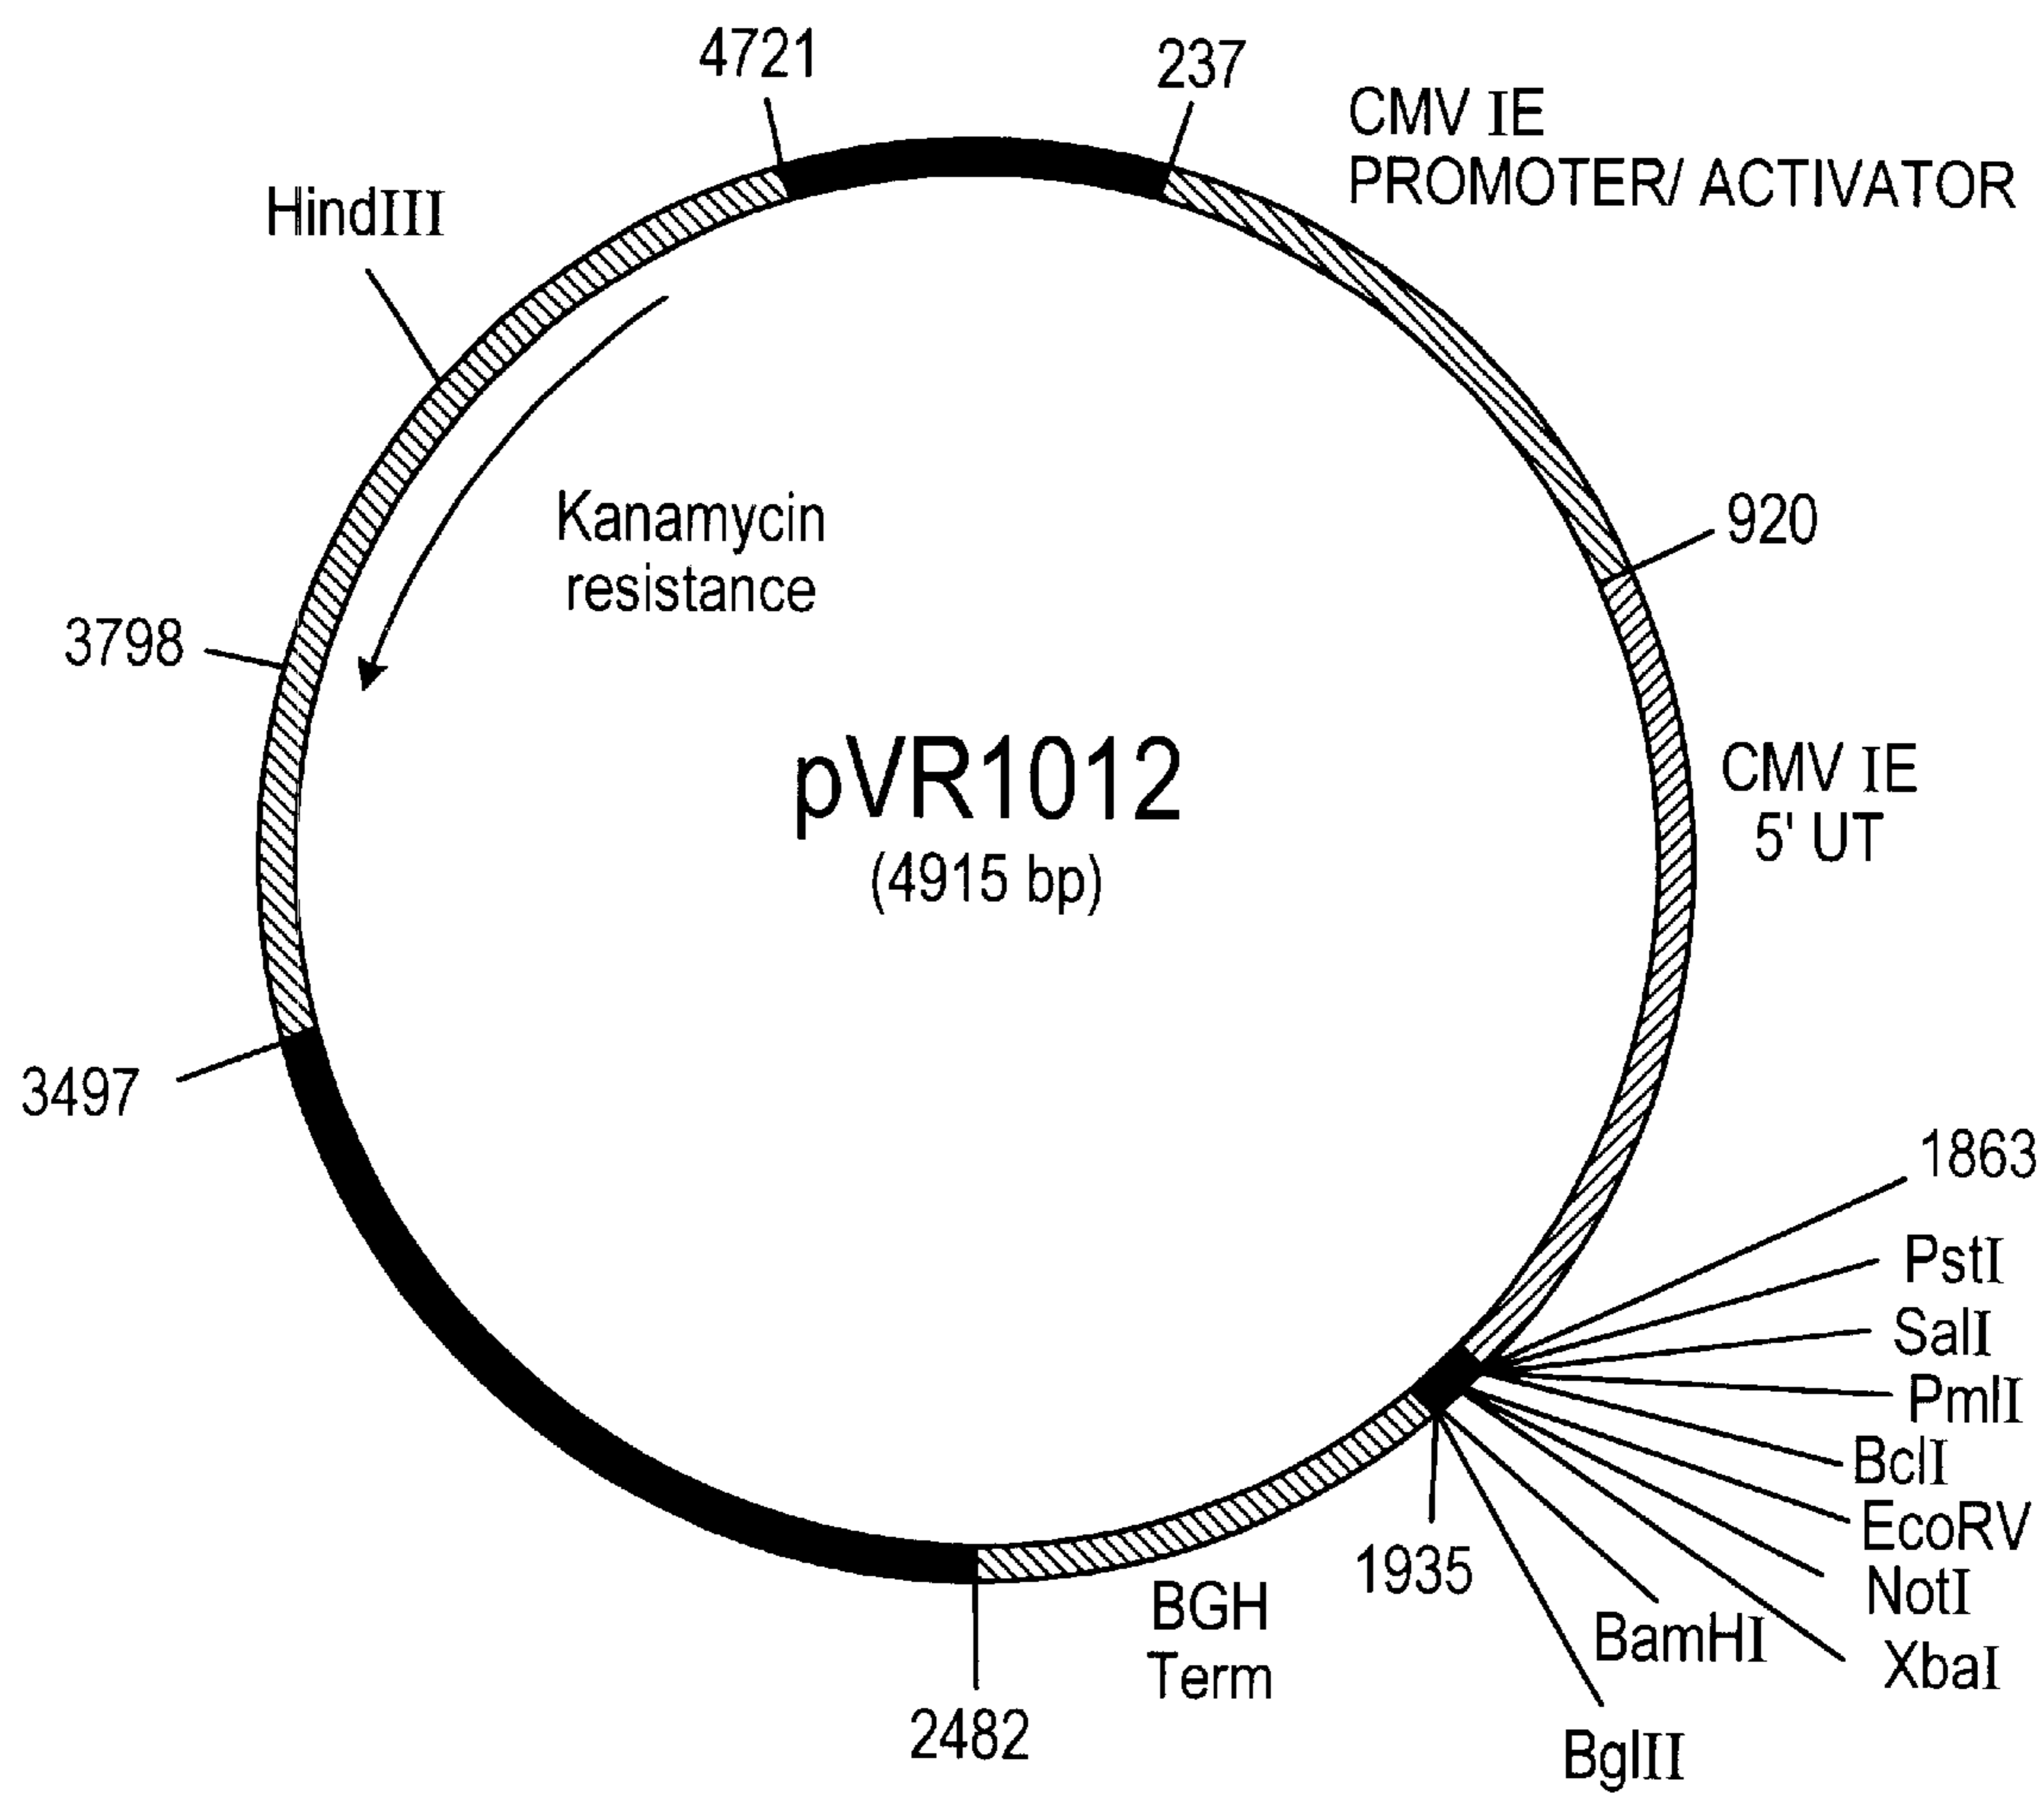 4721
237
CMV IE
PROMOTER/ ACTIVATOR
HindIII
Kanamycin
resistance
920
3798
pVR1012
(4915 bp)
CMV IE
5' UT
3497
1863
PstI
SalI
PmlI
BclI
EcoRV
NotI
XbaI
BamHI
BglII
1935
BGH
Term
2482